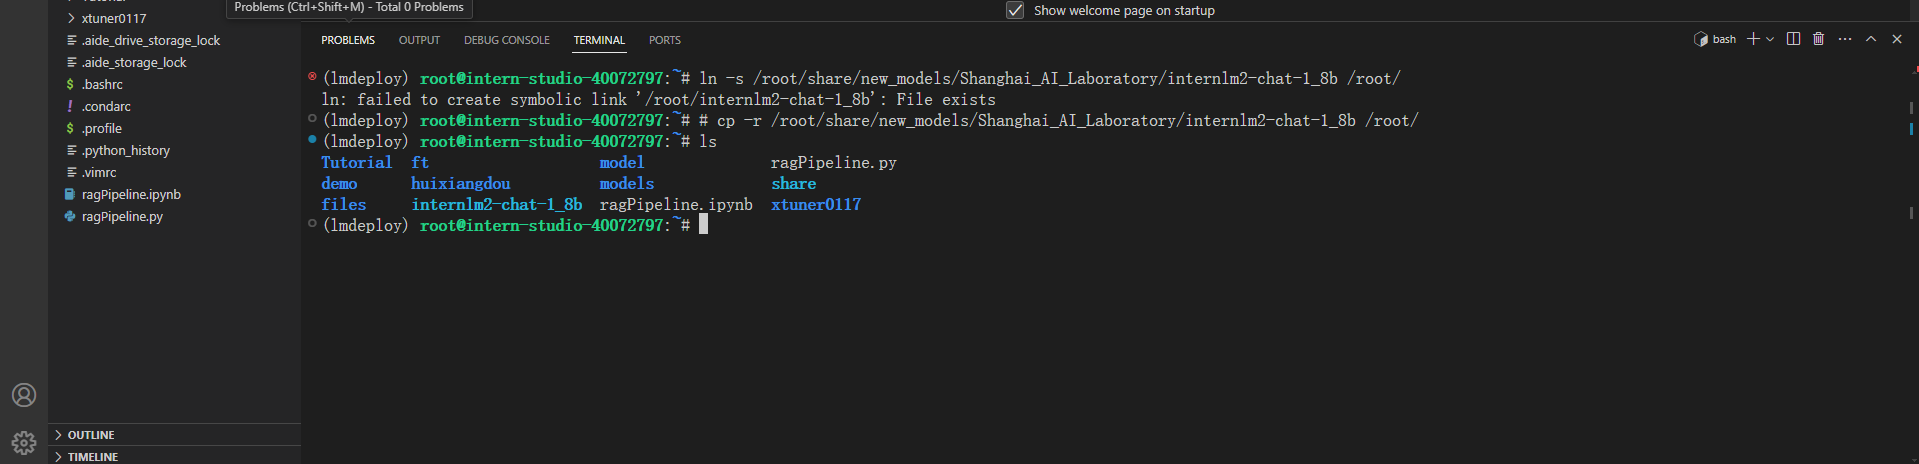 Problems (Ctrl+Shift+M) - Total 0 Problems
Show welcome page on startup
xtuner0117
.aide_drive_storage_lock
.aide_storage_lock
$ .bashrc
! .condarc
$ .profile
.python_history
.vimrc
ragPipeline.ipynb
ragPipeline.py
OUTLINE
TIMELINE
PROBLEMS OUTPUT DEBUG CONSOLE TERMINAL PORTS
bash
(lmdeploy) root@intern-studio-40072797:~# ln -s /root/share/new_models/Shanghai_AI_Laboratory/internlm2-chat-1_8b /root/
ln: failed to create symbolic link '/root/internlm2-chat-1_8b': File exists
(lmdeploy) root@intern-studio-40072797:~# # cp -r /root/share/new_models/Shanghai_AI_Laboratory/internlm2-chat-1_8b /root/
(lmdeploy) root@intern-studio-40072797:~# ls
Tutorial ft model ragPipeline.py
demo huixiangdou models share
files internlm2-chat-1_8b ragPipeline.ipynb xtuner0117
(lmdeploy) root@intern-studio-40072797:~#